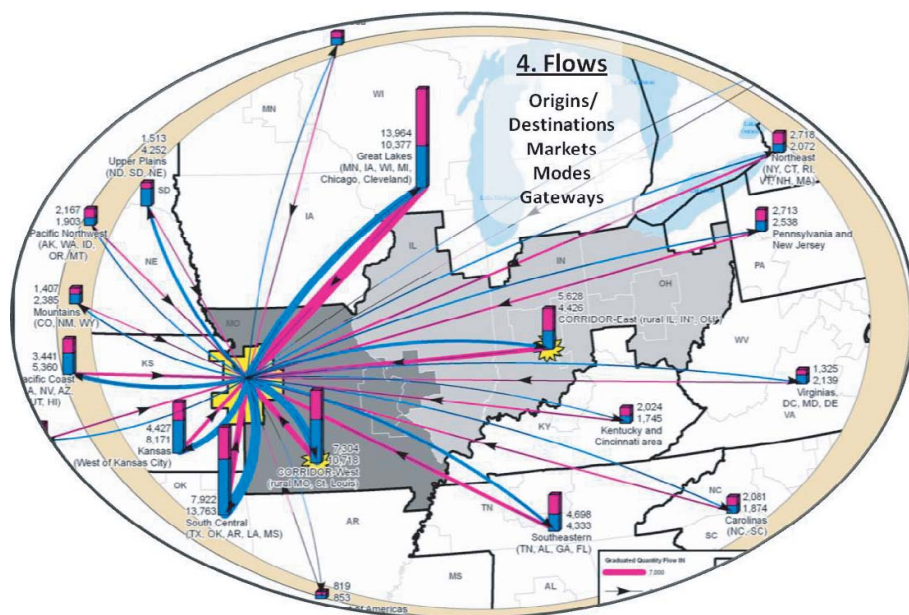 4. Flows
Origins/
Destinations
Markets
Modes
Gateways
MN
WI
13,964
10,377
Great Lakes
(MN, IA, WI, MI,
Chicago, Cleveland)
1,513
4,252
Upper Plains
(ND, SD, NE)
SD
IA
2,718
2,072
Northeast
(NY, CT, RI,
VT, NH, MA)
2,167
1,903
Pacific Northwest
(AK, WA, ID,
OR, MT)
NE
IL
IN
OH
2,713
2,538
Pennsylvania and
New Jersey
PA
1,407
2,385
Mountains
(CO, NM, WY)
MO
5,628
4,426
CORRIDOR-East (rural IL, IN, OH)
WV
3,441
5,360
acific Coast
A, NV, AZ,
UT, HI)
KS
1,325
2,139
Virginias,
DC, MD, DE
VA
4,427
8,171
Kansas
(West of Kansas City)
KY
2,024
1,745
Kentucky and
Cincinnati area
7,304
CORRIDOR-West
(rural MO, St. Louis)
OK
7,922
13,763
South Central
(TX, OK, AR, LA, MS)
AR
TN
4,698
4,333
Southeastern
(TN, AL, GA, FL)
NC
2,081
1,874
Carolinas
(NC, SC)
SC
MS
AL
Graduated Quantity Flow IN
7,000
819
853
of Americas